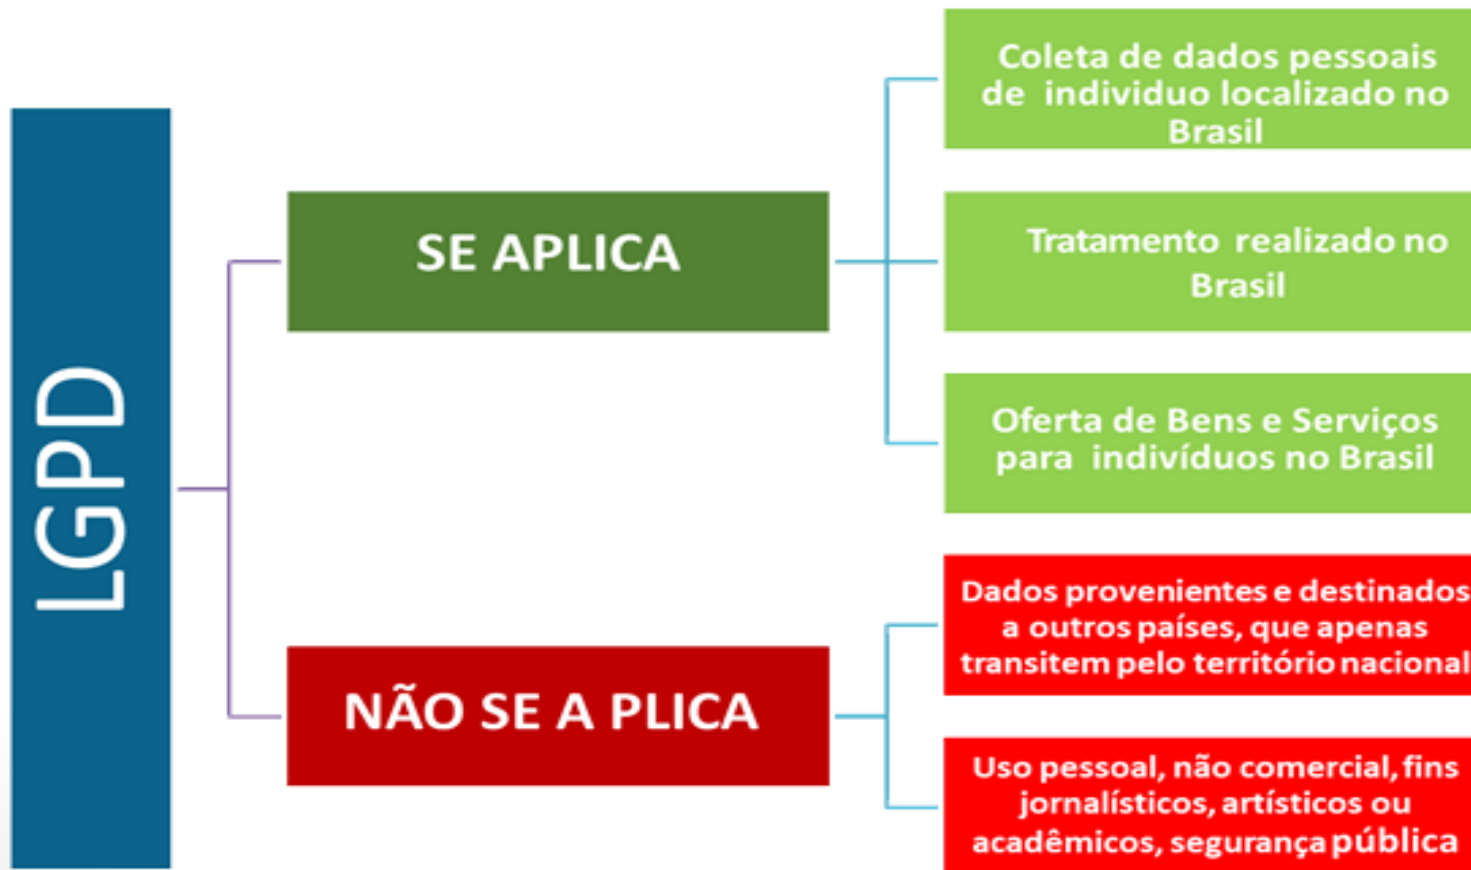 LGPD
SE APLICA
Coleta de dados pessoais
de individuo localizado no
Brasil
Tratamento realizado no
Brasil
Oferta de Bens e Serviços
para indivíduos no Brasil
NÃO SE A PLICA
Dados provenientes e destinados
a outros países, que apenas
transitem pelo território nacional
Uso pessoal, não comercial, fins
jornalísticos, artísticos ou
acadêmicos, segurança pública